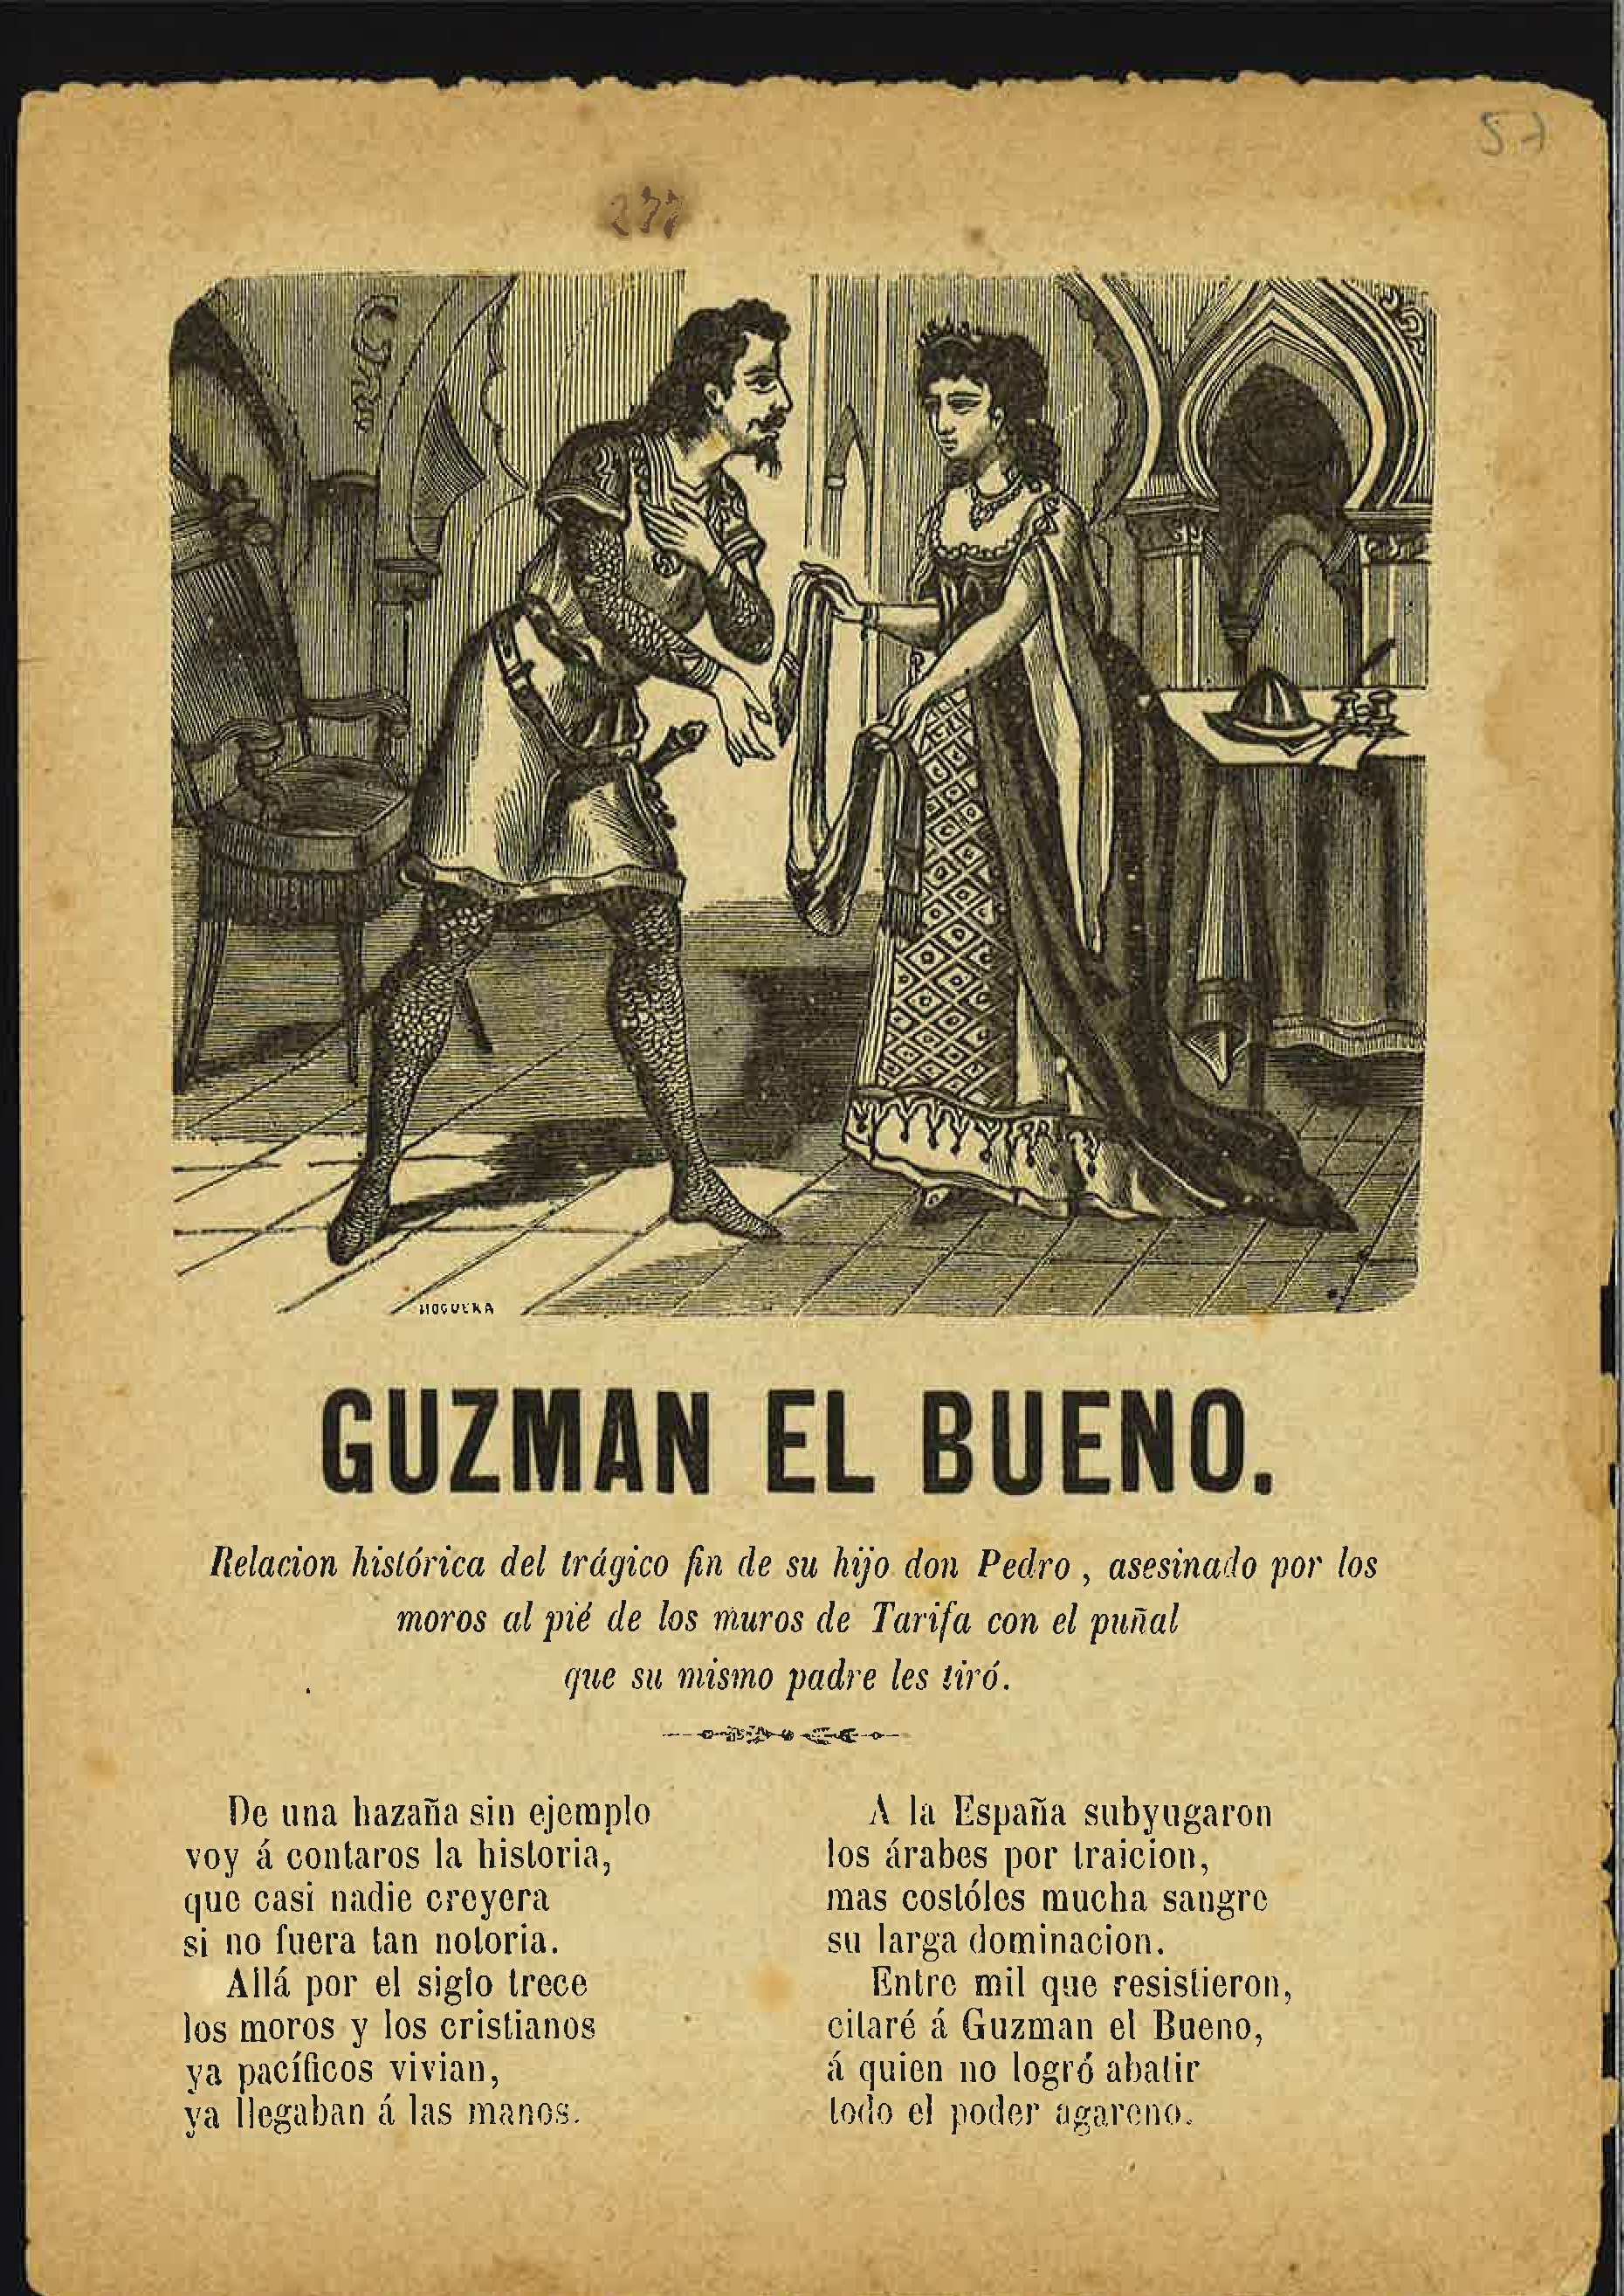 57
277
NOGUERA
GUZMAN EL BUENO.
Relacion histórica del trágico fin de su hijo don Pedro, asesinado por los
moros al pié de los muros de Tarifa con el puñal
que su mismo padre les tiró.
De una hazaña sin ejemplo
voy á contaros la historia,
que casi nadie creyera
si no fuera tan notoria.
Allá por el siglo trece
los moros y los cristianos
ya pacíficos vivian,
ya llegaban á las manos.
A la España subyugaron
los árabes por traicion,
mas costóles mucha sangre
su larga dominacion.
Entre mil que resistieron,
citaré á Guzman el Bueno,
á quien no logró abatir
todo el poder agareno.